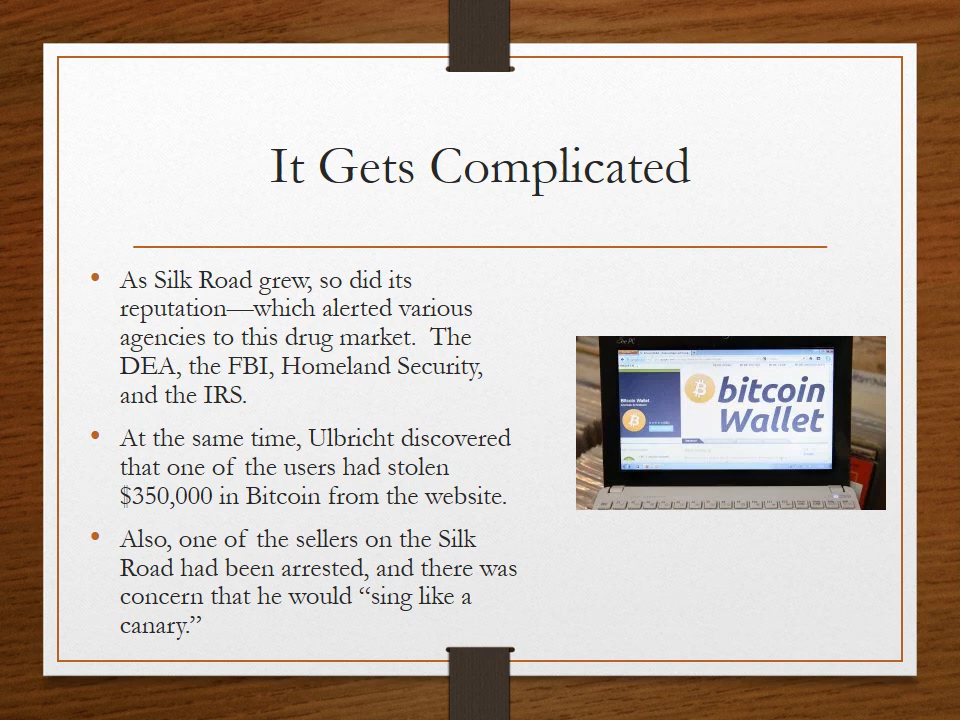 It Gets Complicated
• As Silk Road grew, so did its
reputation—which alerted various
agencies to this drug market.  The
DEA, the FBI, Homeland Security,
and the IRS.
• At the same time, Ulbricht discovered
that one of the users had stolen
$350,000 in Bitcoin from the website.
• Also, one of the sellers on the Silk
Road had been arrested, and there was
concern that he would “sing like a
canary.”
bitcoin
Wallet
Bitcoin Wallet